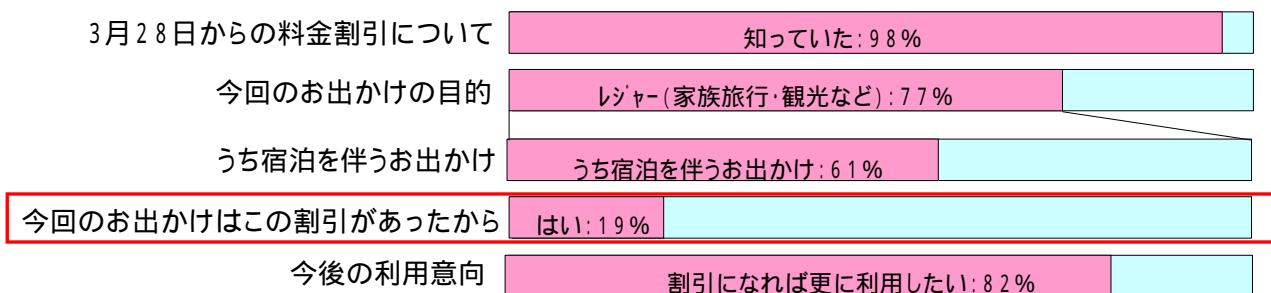 3月28日からの料金割引について 知っていた:98%
今回のお出かけの目的 ﾚｼﾞｬｰ(家族旅行･観光など):77%
うち宿泊を伴うお出かけ うち宿泊を伴うお出かけ:61%
今回のお出かけはこの割引があったから はい:19%
今後の利用意向 割引になれば更に利用したい:82%